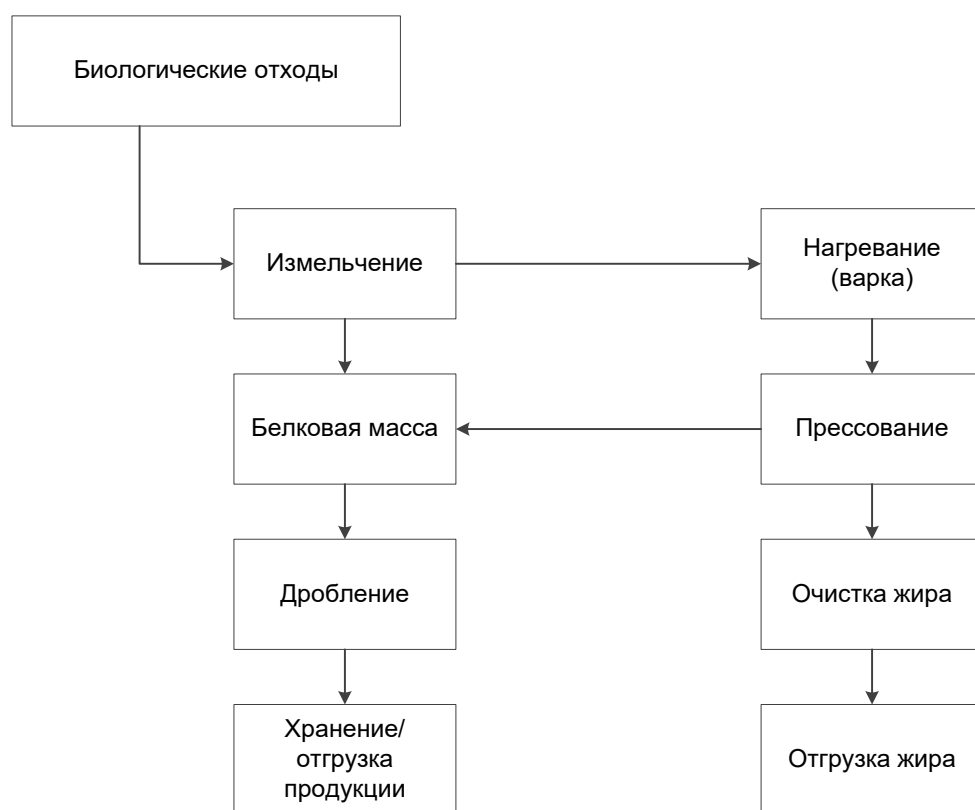 Биологические отходы
Измельчение
Нагревание
(варка)
Белковая масса
Прессование
Дробление
Очистка жира
Хранение/
отгрузка
продукции
Отгрузка жира